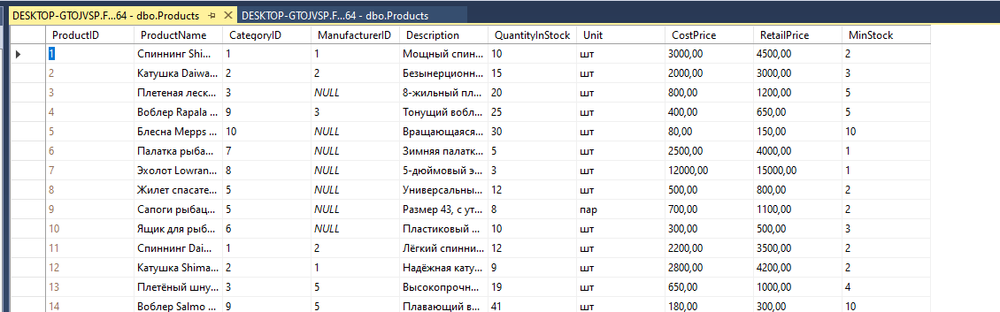 DESKTOP-GTOJVSP.F...64 - dbo.Products DESKTOP-GTOJVSP.F...64 - dbo.Products
ProductID ProductName CategoryID ManufacturerID Description QuantityInStock Unit CostPrice RetailPrice MinStock
1 Спиннинг Shi... 1 1 Мощный спин... 10 шт 3000,00 4500,00 2
2 Катушка Daiwa... 2 2 Безынерционн... 15 шт 2000,00 3000,00 3
3 Плетеная леск... 3 NULL 8-жильный пл... 20 шт 800,00 1200,00 5
4 Воблер Rapala ... 9 3 Тонущий вобл... 25 шт 400,00 650,00 5
5 Блесна Mepps ... 10 NULL Вращающаяся... 30 шт 80,00 150,00 10
6 Палатка рыба... 7 NULL Зимняя палатк... 5 шт 2500,00 4000,00 1
7 Эхолот Lowran... 8 NULL 5-дюймовый э... 3 шт 12000,00 15000,00 1
8 Жилет спасате... 5 NULL Универсальны... 12 шт 500,00 800,00 2
9 Сапоги рыбац... 5 NULL Размер 43, с ут... 8 пар 700,00 1100,00 2
10 Ящик для рыб... 6 NULL Пластиковый ... 10 шт 300,00 500,00 3
11 Спиннинг Dai... 1 2 Лёгкий спинни... 12 шт 2200,00 3500,00 2
12 Катушка Shima... 2 1 Надёжная кату... 9 шт 2800,00 4200,00 2
13 Плетёный шну... 3 5 Высокопрочн... 19 шт 650,00 1000,00 4
14 Воблер Salmo ... 9 5 Плавающий в... 41 шт 180,00 300,00 10